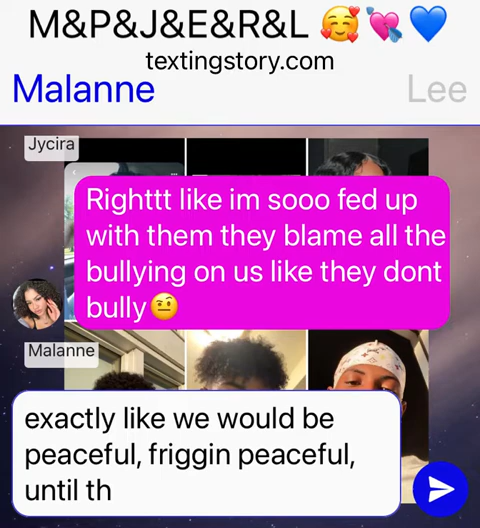 M&P&J&E&R&L 🥰💘💙
textingstory.com
Malanne Lee
Jycira
Righttt like im sooo fed up
with them they blame all the
bullying on us like they dont
bully🤨
Malanne
exactly like we would be
peaceful, friggin peaceful,
until th